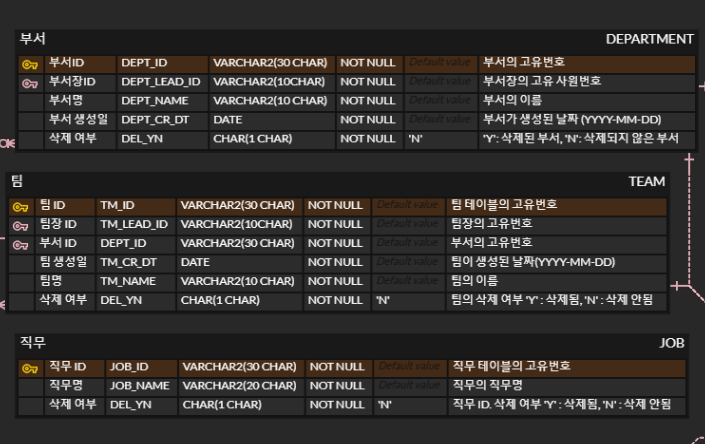 부서 DEPARTMENT
부서ID DEPT_ID VARCHAR2(30 CHAR) NOT NULL Default value 부서의 고유번호
부서장ID DEPT_LEAD_ID VARCHAR2(10CHAR) NOT NULL Default value 부서장의 고유 사원번호
부서명 DEPT_NAME VARCHAR2(10 CHAR) NOT NULL Default value 부서의 이름
부서 생성일 DEPT_CR_DT DATE NOT NULL Default value 부서가 생성된 날짜 (YYYY-MM-DD)
삭제 여부 DEL_YN CHAR(1 CHAR) NOT NULL 'N' 'Y': 삭제된 부서, 'N': 삭제되지 않은 부서
팀 TEAM
팀 ID TM_ID VARCHAR2(30 CHAR) NOT NULL Default value 팀 테이블의 고유번호
팀장 ID TM_LEAD_ID VARCHAR2(10CHAR) NOT NULL Default value 팀장의 고유번호
부서 ID DEPT_ID VARCHAR2(30 CHAR) NOT NULL Default value 부서의 고유번호
팀 생성일 TM_CR_DT DATE NOT NULL Default value 팀이 생성된 날짜(YYYY-MM-DD)
팀명 TM_NAME VARCHAR2(10 CHAR) NOT NULL Default value 팀의 이름
삭제 여부 DEL_YN CHAR(1 CHAR) NOT NULL 'N' 팀의 삭제 여부 'Y' : 삭제됨, 'N' : 삭제 안됨
직무 JOB
직무 ID JOB_ID VARCHAR2(30 CHAR) NOT NULL Default value 직무 테이블의 고유번호
직무명 JOB_NAME VARCHAR2(20 CHAR) NOT NULL Default value 직무의 직무명
삭제 여부 DEL_YN CHAR(1 CHAR) NOT NULL 'N' 직무 ID. 삭제 여부 'Y' : 삭제됨, 'N' : 삭제 안됨